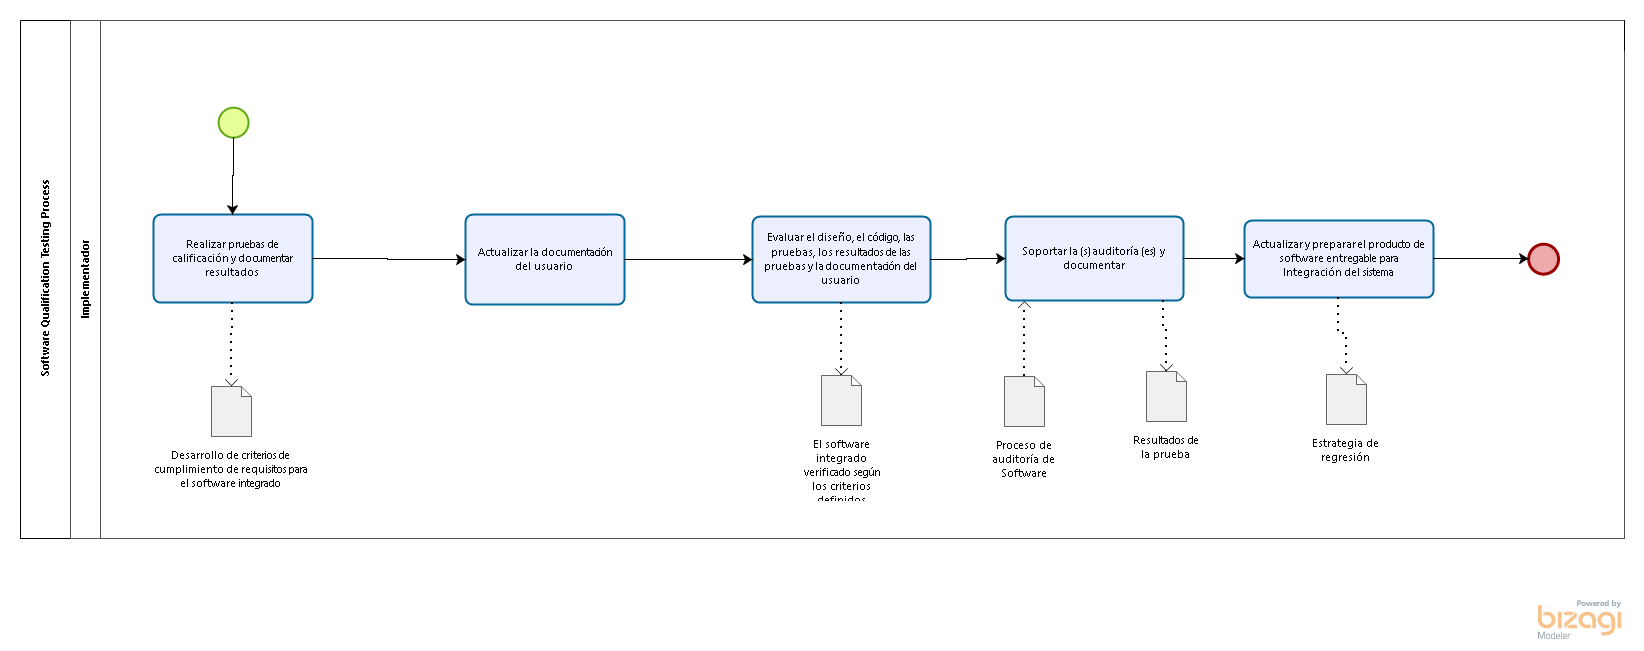 Software Qualification Testing Process
Implementador
Realizar pruebas de
calificación y documentar
resultados
Actualizar la documentación
del usuario
Evaluar el diseño, el código, las
pruebas, los resultados de las
pruebas y la documentación del
usuario
Soportar la (s) auditoría (es) y
documentar
Actualizar y preparar el producto de
software entregable para
Integración del sistema
Desarrollo de criterios de
cumplimiento de requisitos para
el software integrado
El software
integrado
verificado según
los criterios
definidos
Proceso de
auditoría de
Software
Resultados de
la prueba
Estrategia de
regresión
Powered by
bizagi
Modeler